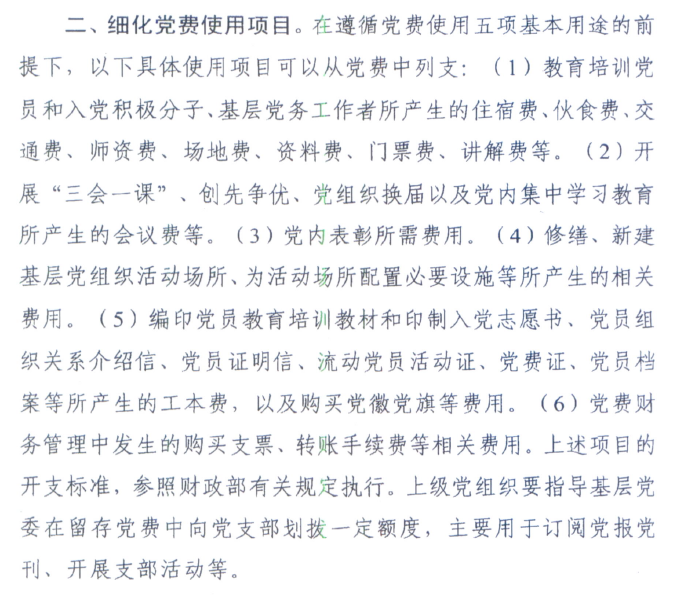 二、细化党费使用项目。在遵循党费使用五项基本用途的前
提下，以下具体使用项目可以从党费中列支：（1）教育培训党
员和入党积极分子、基层党务工作者所产生的住宿费、伙食费、交
通费、师资费、场地费、资料费、门票费、讲解费等。（2）开
展“三会一课”、创先争优、党组织换届以及党内集中学习教育
所产生的会议费等。（3）党内表彰所需费用。（4）修缮、新建
基层党组织活动场所、为活动场所配置必要设施等所产生的相关
费用。（5）编印党员教育培训教材和印制入党志愿书、党员组
织关系介绍信、党员证明信、流动党员活动证、党费证、党员档
案等所产生的工本费，以及购买党徽党旗等费用。（6）党费财
务管理中发生的购买支票、转账手续费等相关费用。上述项目的
开支标准，参照财政部有关规定执行。上级党组织要指导基层党
委在留存党费中向党支部划拨一定额度，主要用于订阅党报党
刊、开展支部活动等。